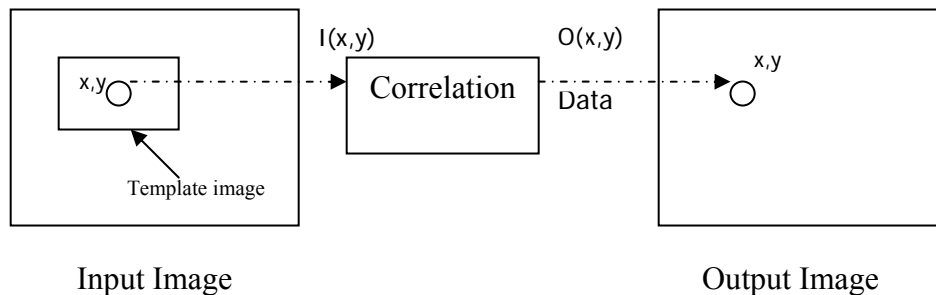 I(x,y)
O(x,y)
x,y
x,y
Correlation
Data
Template image
Input Image
Output Image